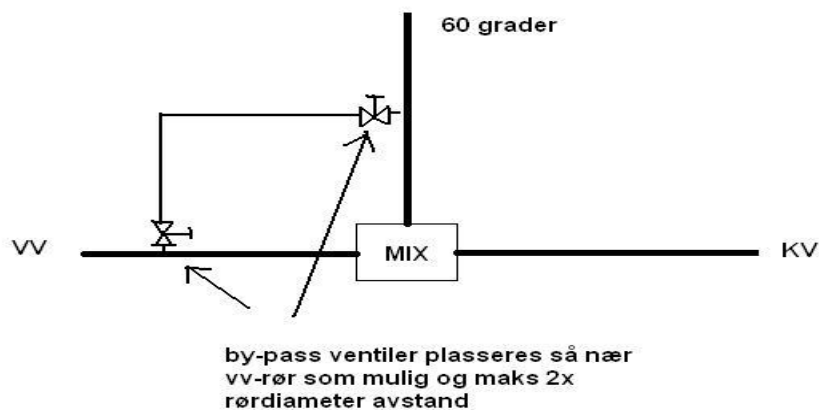 60 grader
VV
MIX
KV
by-pass ventiler plasseres så nær
vv-rør som mulig og maks 2x
rørdiameter avstand